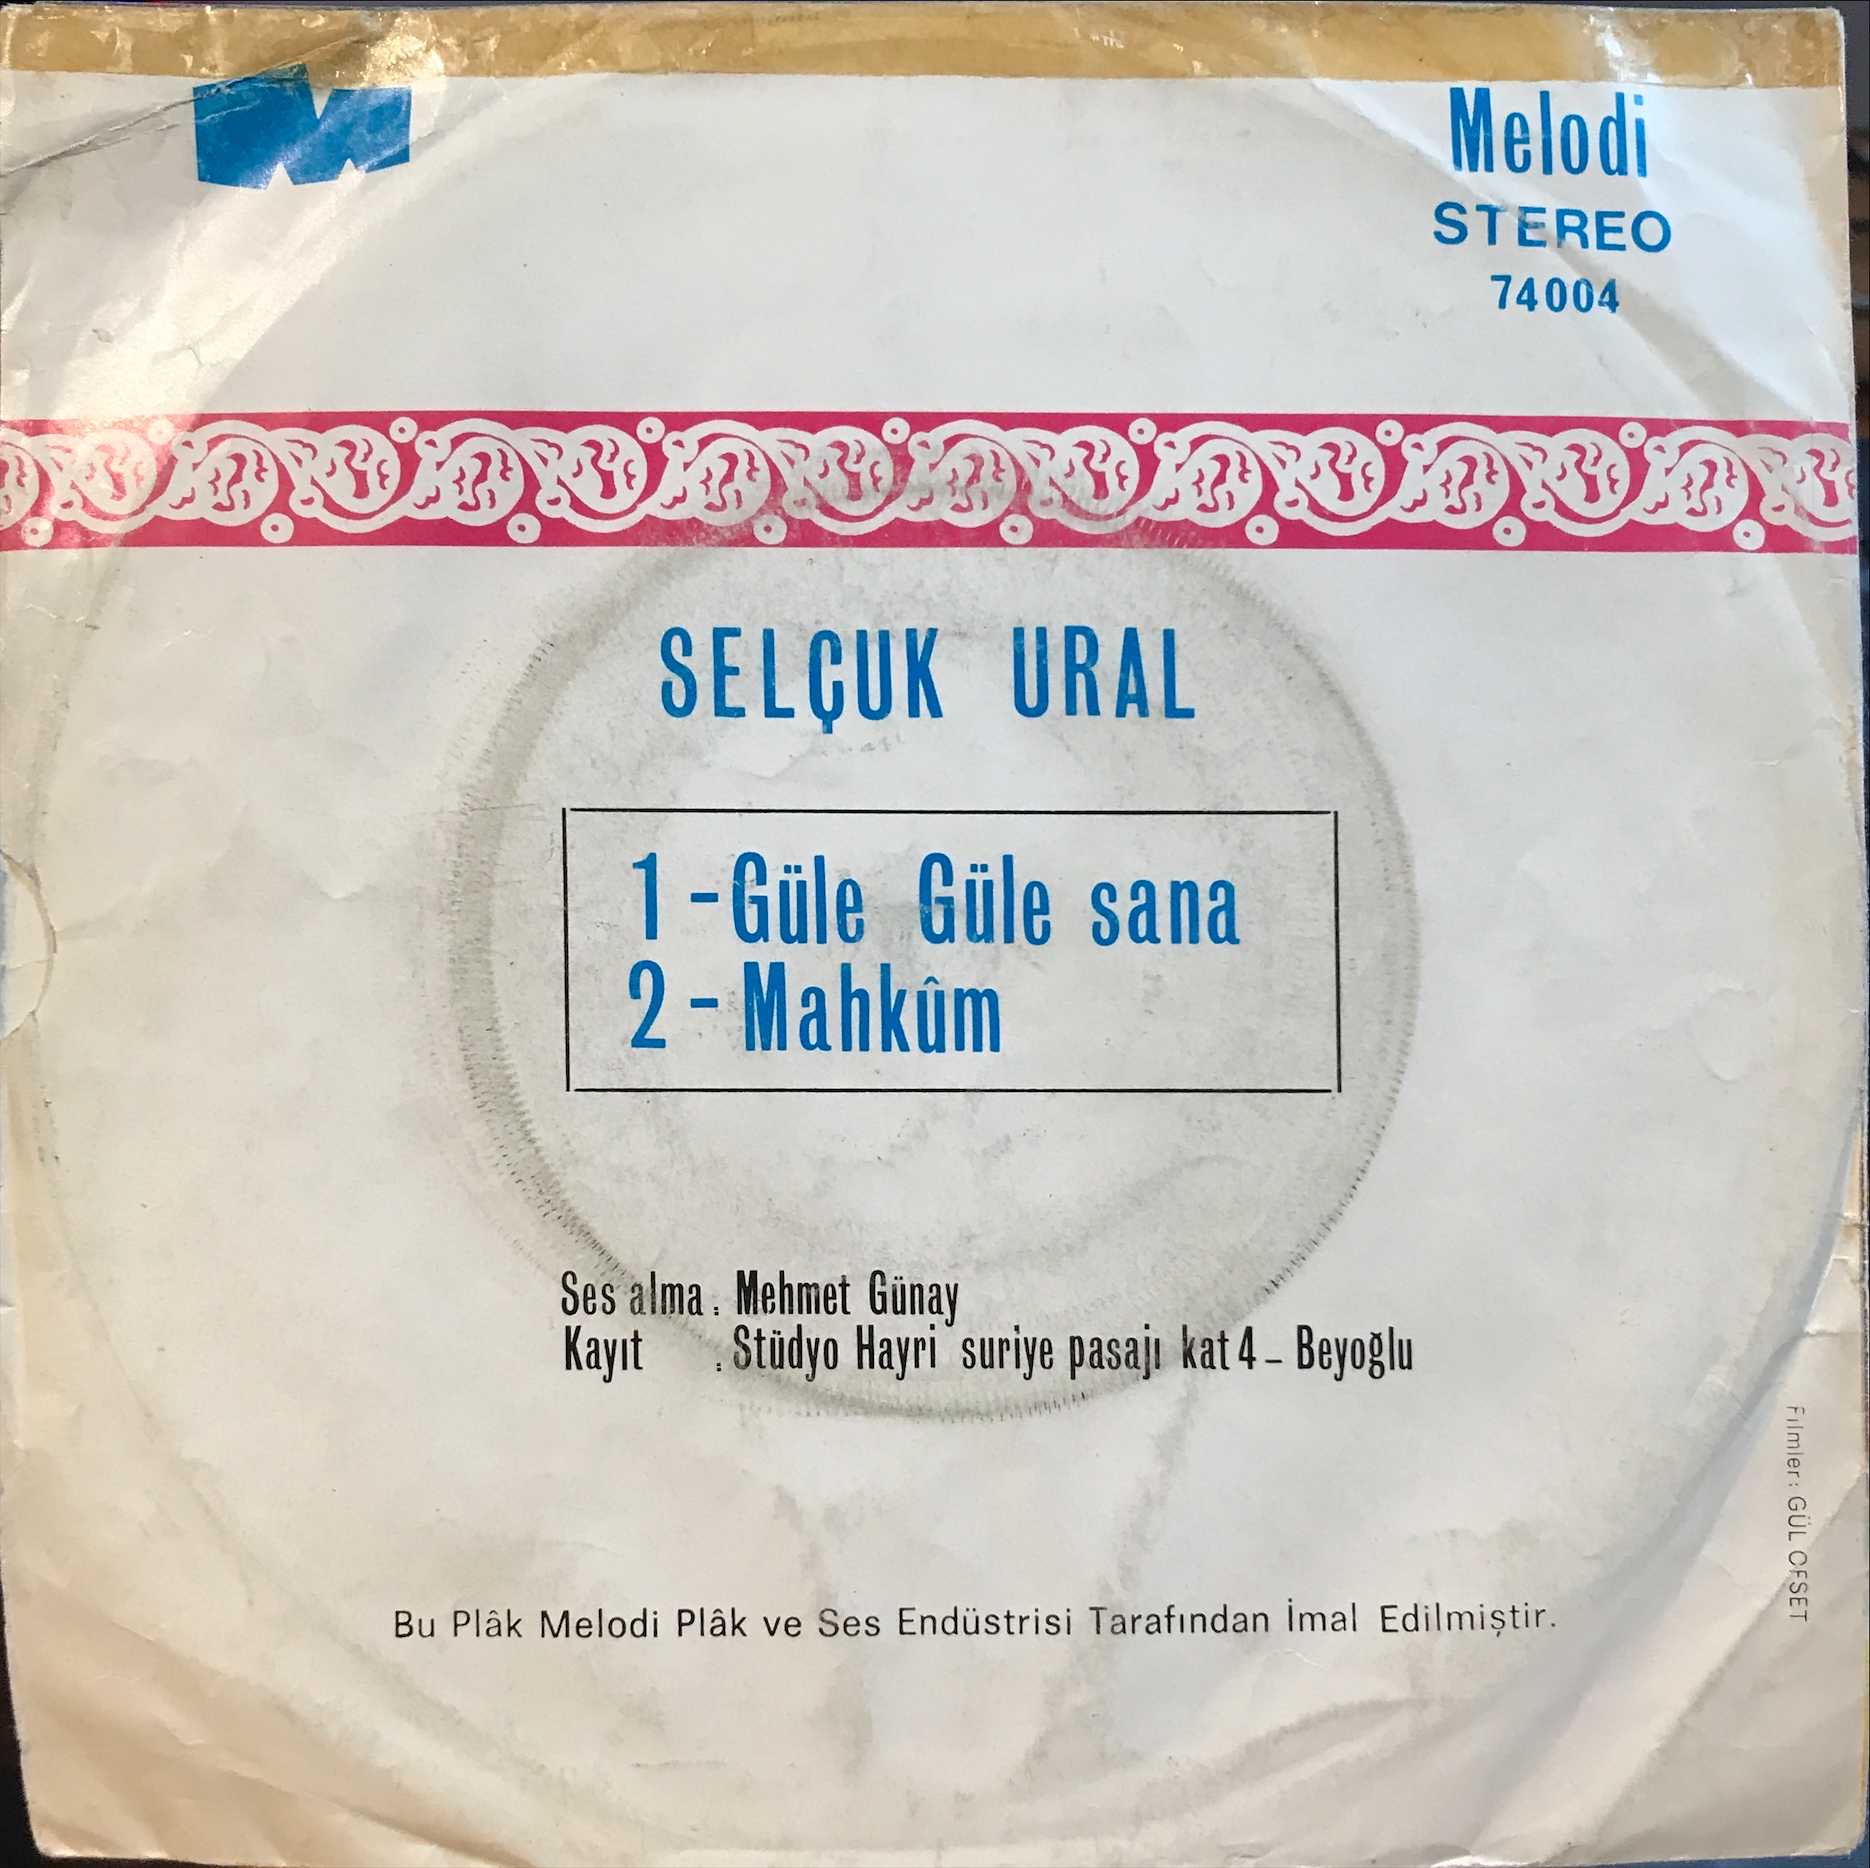 Melodi
STEREO
74004
SELÇUK URAL
1 - Güle Güle sana
2 - Mahkûm
Ses alma : Mehmet Günay
Kayıt : Stüdyo Hayri suriye pasajı kat 4 - Beyoğlu
Filmler : GÜL OFSET
Bu Plâk Melodi Plâk ve Ses Endüstrisi Tarafından İmal Edilmiştir.